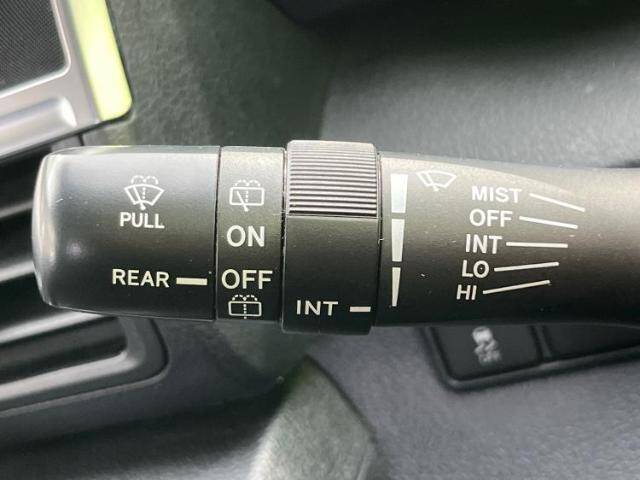 PULL
REAR
ON
OFF
INT
MIST
OFF
INT
LO
HI